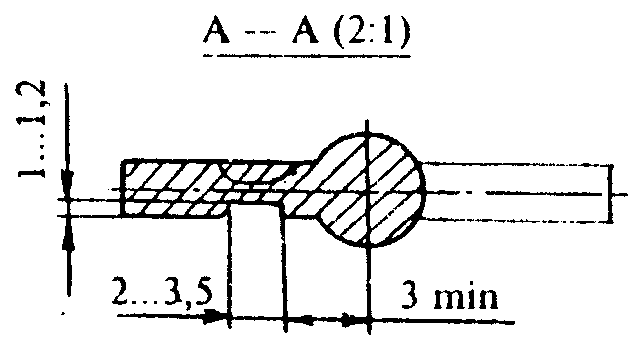 A — A (2:1)
1...1,2
2...3,5
3 min